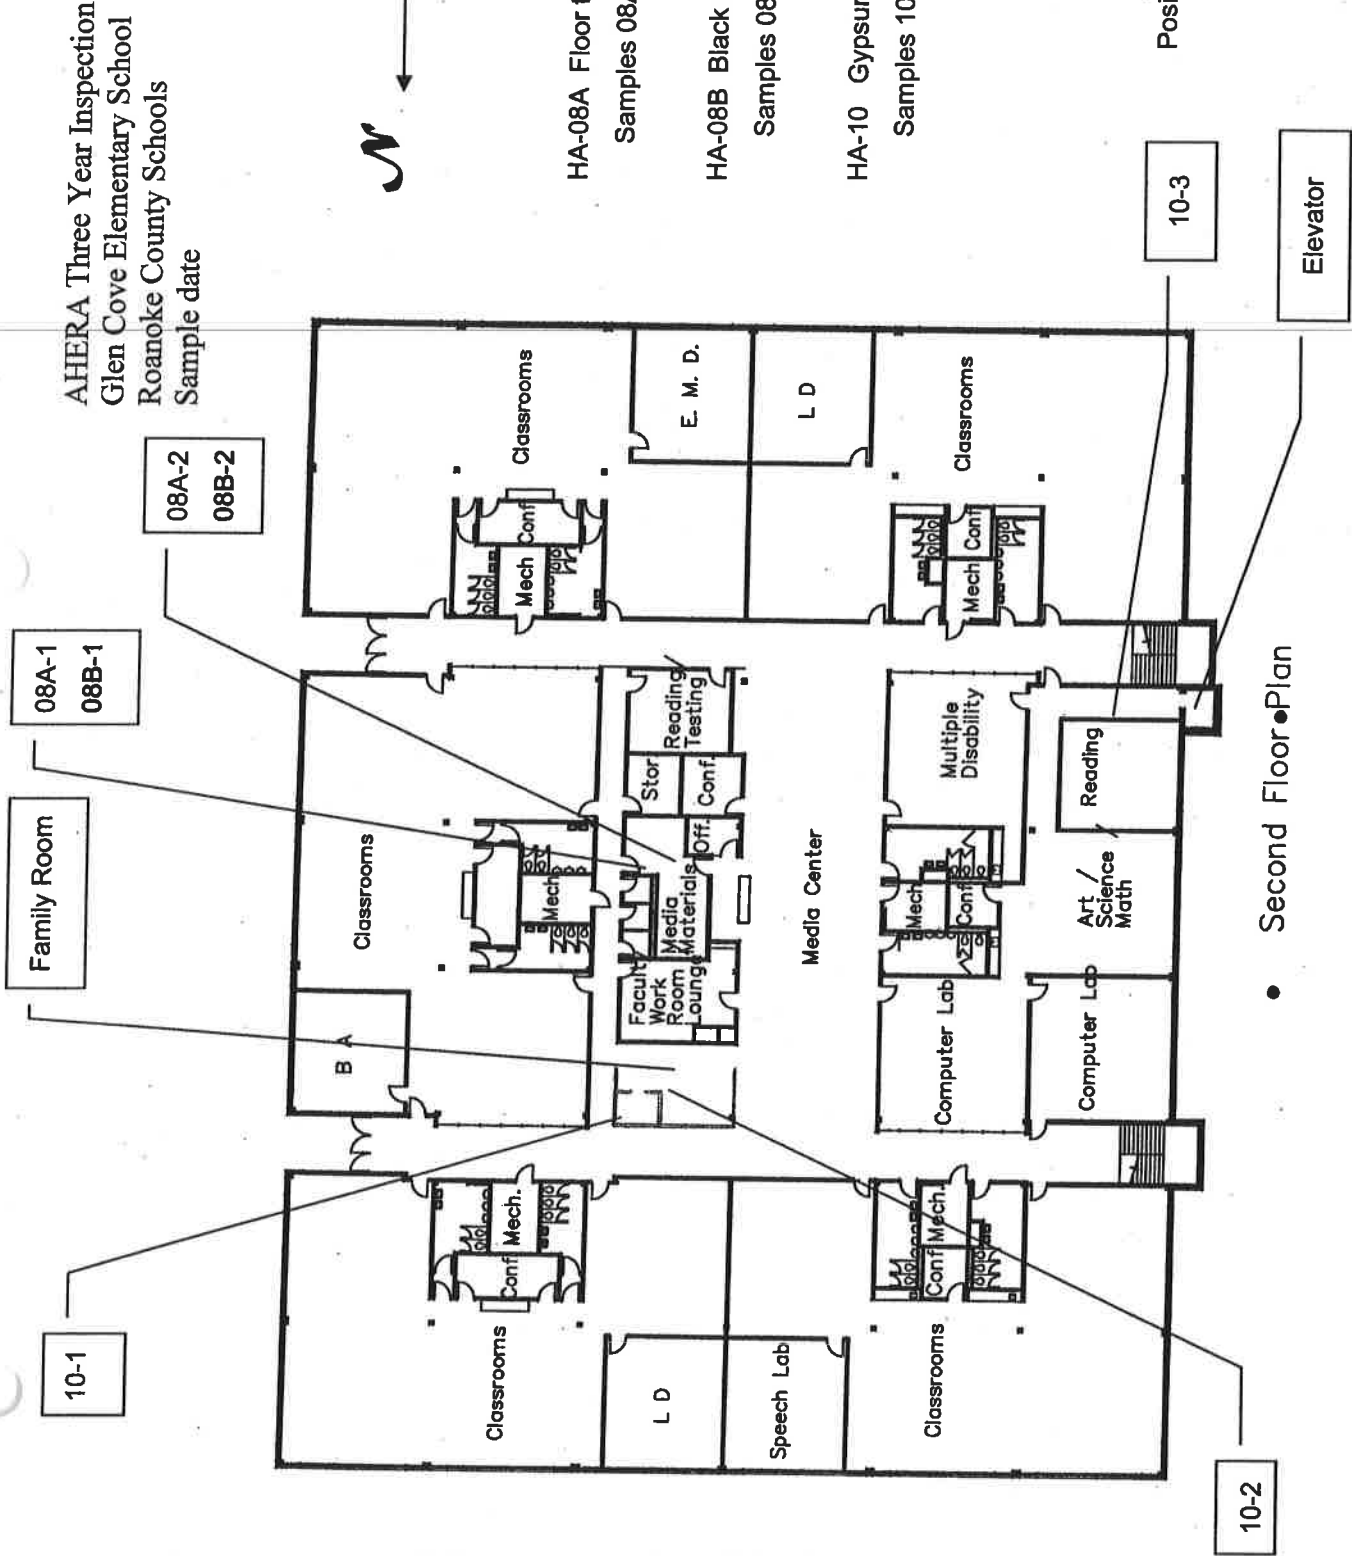 AHERA Three Year Inspection
Glen Cove Elementary School
Roanoke County Schools
Sample date
N
HA-08A Floor
Samples 08A
HA-08B Black
Samples 08
HA-10
Samples 10
Family Room
08A-1
08B-1
08A-2
08B-2
10-1
10-2
10-3
Elevator
Classrooms
Conf
Mech.
L D
Speech Lab
Classrooms
Conf
Mech.
B A
Classrooms
Mech
Work
Room
Lounge
Media
Materials
Off.
Stor.
Conf.
Reading
Testing
Media Center
Computer Lab
Computer Lab
Mech
Conf
Art /
Science
Math
Multiple
Disability
Reading
Classrooms
Conf
Mech
E. M. D.
L D
Classrooms
Conf
Mech
• Second Floor•Plan